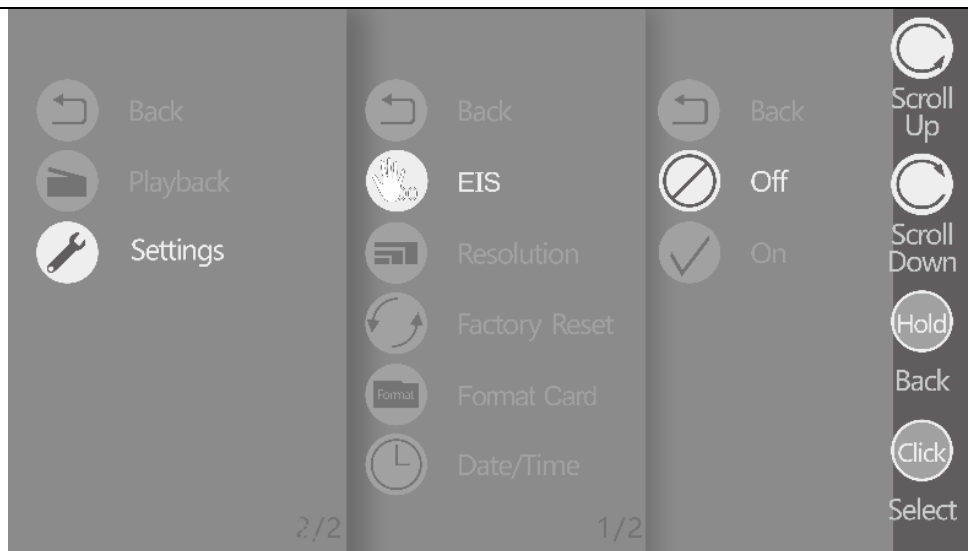 Back
Playback
Settings
2/2
Back
EIS
Resolution
Factory Reset
Format
Format Card
Date/Time
1/2
Back
Off
On
Scroll
Up
Scroll
Down
Hold
Back
Click
Select